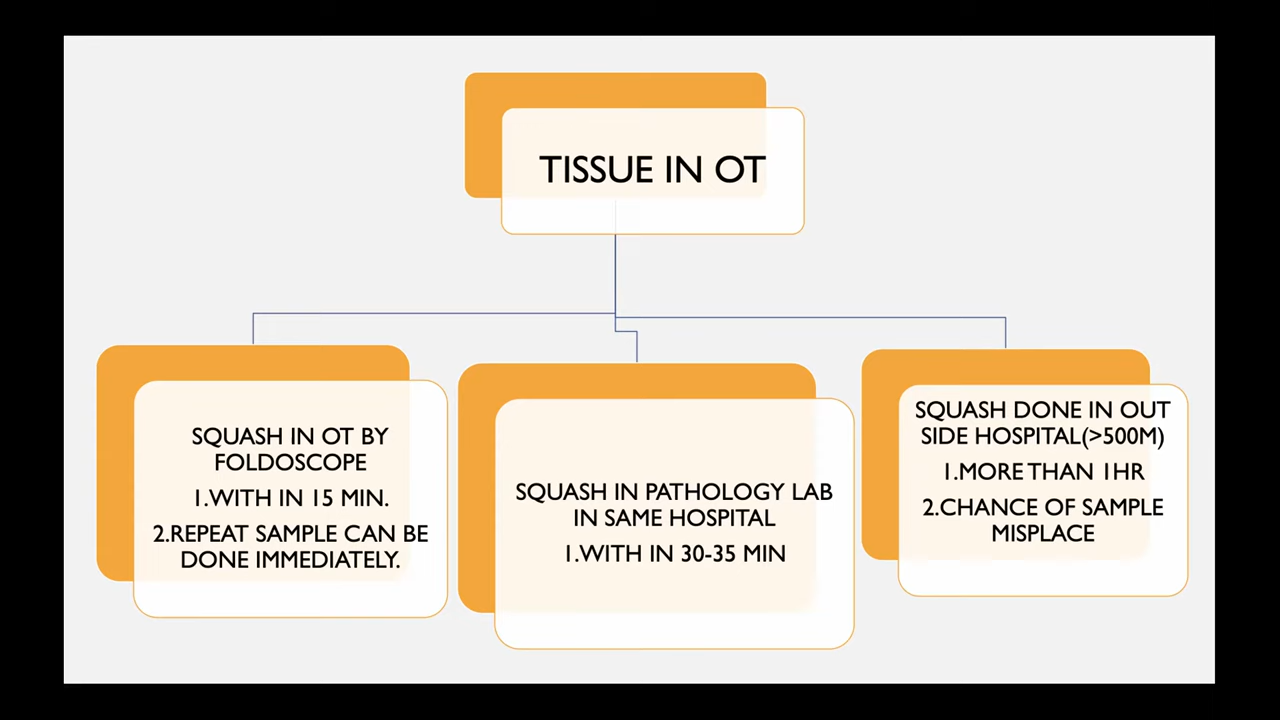 TISSUE IN OT
SQUASH IN OT BY
FOLDOSCOPE
1.WITH IN 15 MIN.
2.REPEAT SAMPLE CAN BE
DONE IMMEDIATELY.
SQUASH IN PATHOLOGY LAB
IN SAME HOSPITAL
1.WITH IN 30-35 MIN
SQUASH DONE IN OUT
SIDE HOSPITAL(>500M)
1.MORE THAN 1HR
2.CHANCE OF SAMPLE
MISPLACE